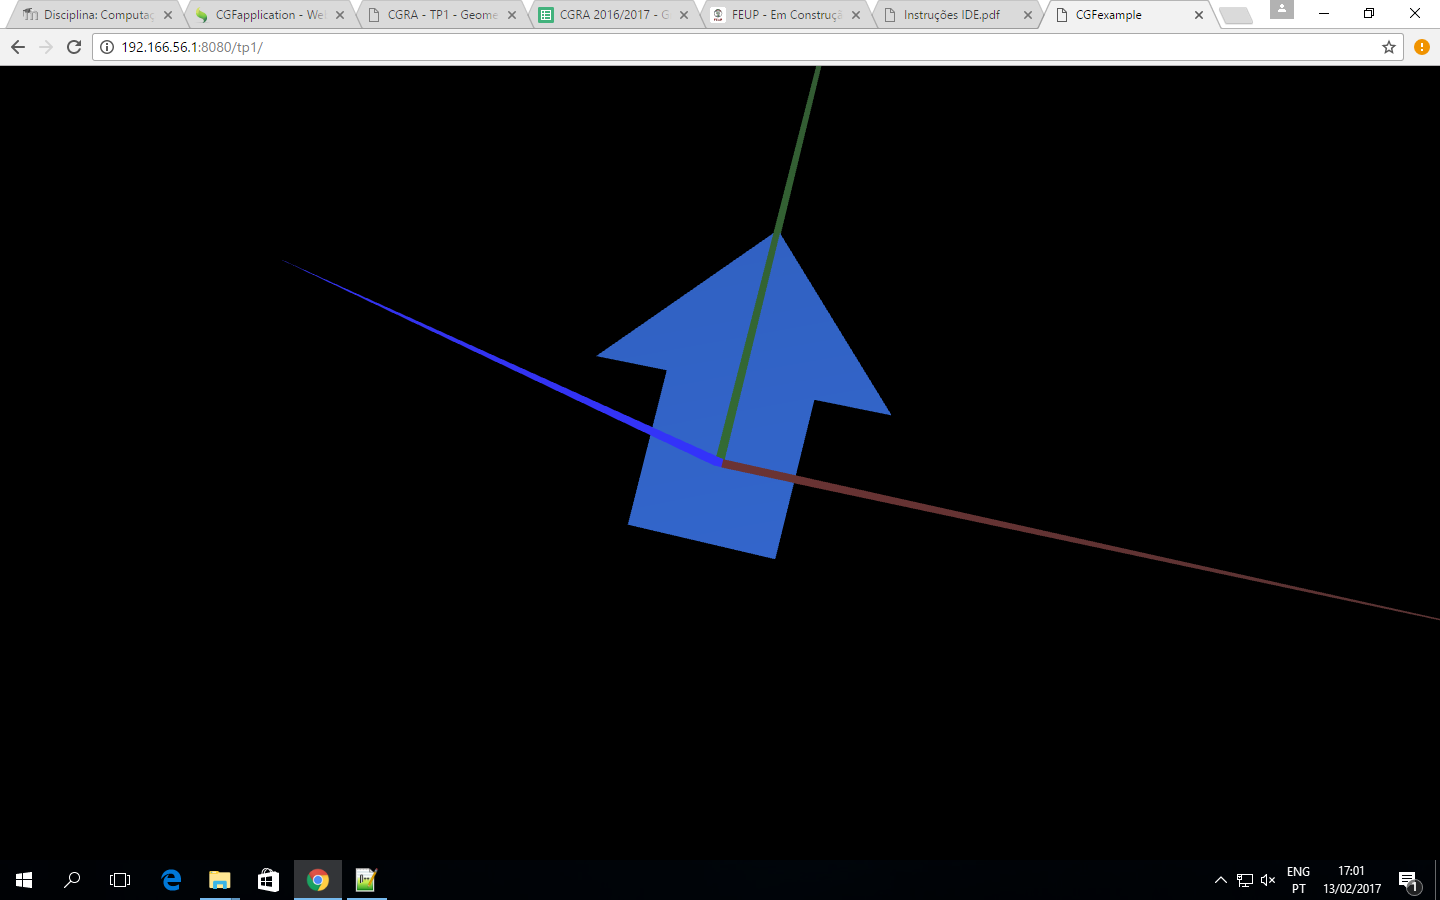 Disciplina: Computaç
CGFapplication - We
CGRA - TP1 - Geome
CGRA 2016/2017 - G
FEUP - Em Construçã
Instruções IDE.pdf
CGFexample
192.166.56.1:8080/tp1/
ENG
PT
17:01
13/02/2017
1